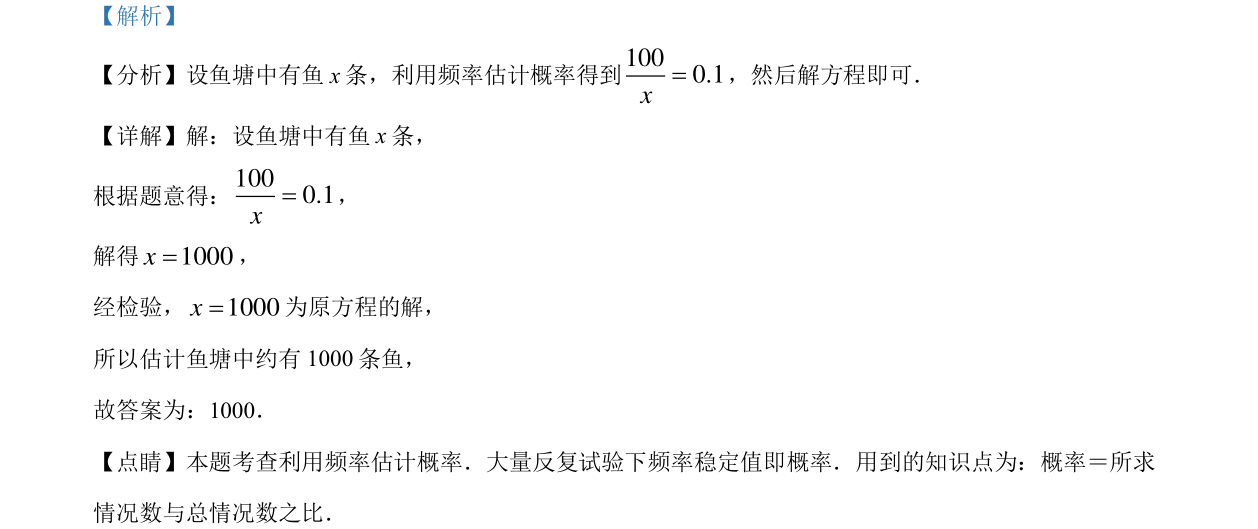 【解析】
【分析】设鱼塘中有鱼 x 条，利用频率估计概率得到 100/x = 0.1，然后解方程即可．
【详解】解：设鱼塘中有鱼 x 条，
根据题意得：100/x = 0.1，
解得 x = 1000，
经检验， x = 1000 为原方程的解，
所以估计鱼塘中约有 1000 条鱼，
故答案为：1000．
【点睛】本题考查利用频率估计概率．大量反复试验下频率稳定值即概率．用到的知识点为：概率＝所求
情况数与总情况数之比．